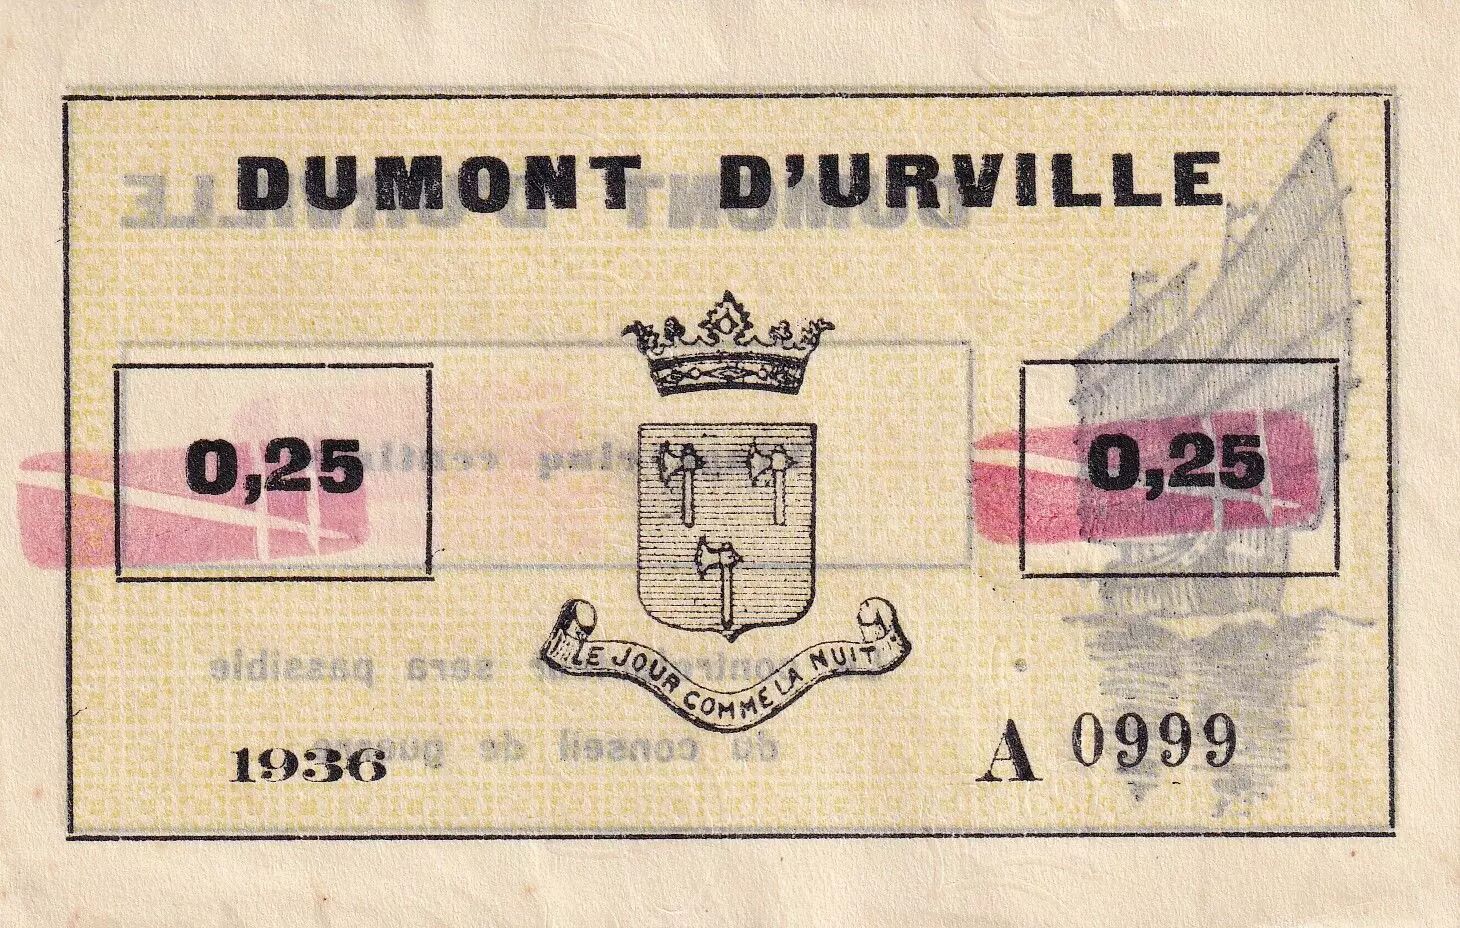 DUMONT D'URVILLE
0,25
0,25
LE JOUR COMME LA NUIT
1936
A 0999